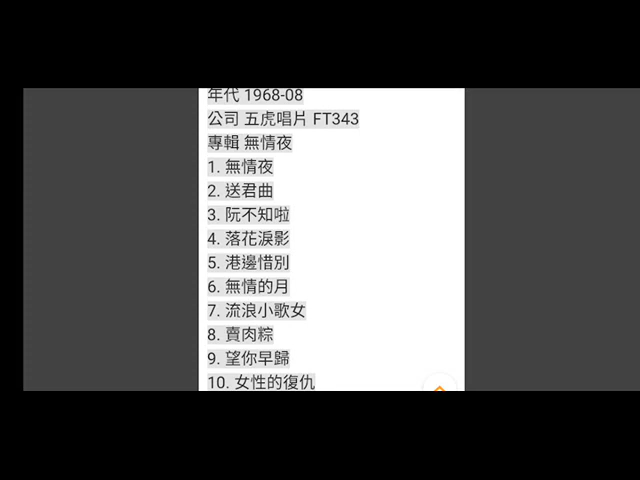 年代 1968-08
公司 五虎唱片 FT343
專輯 無情夜
1. 無情夜
2. 送君曲
3. 阮不知啦
4. 落花淚影
5. 港邊惜別
6. 無情的月
7. 流浪小歌女
8. 賣肉粽
9. 望你早歸
10. 女性的復仇